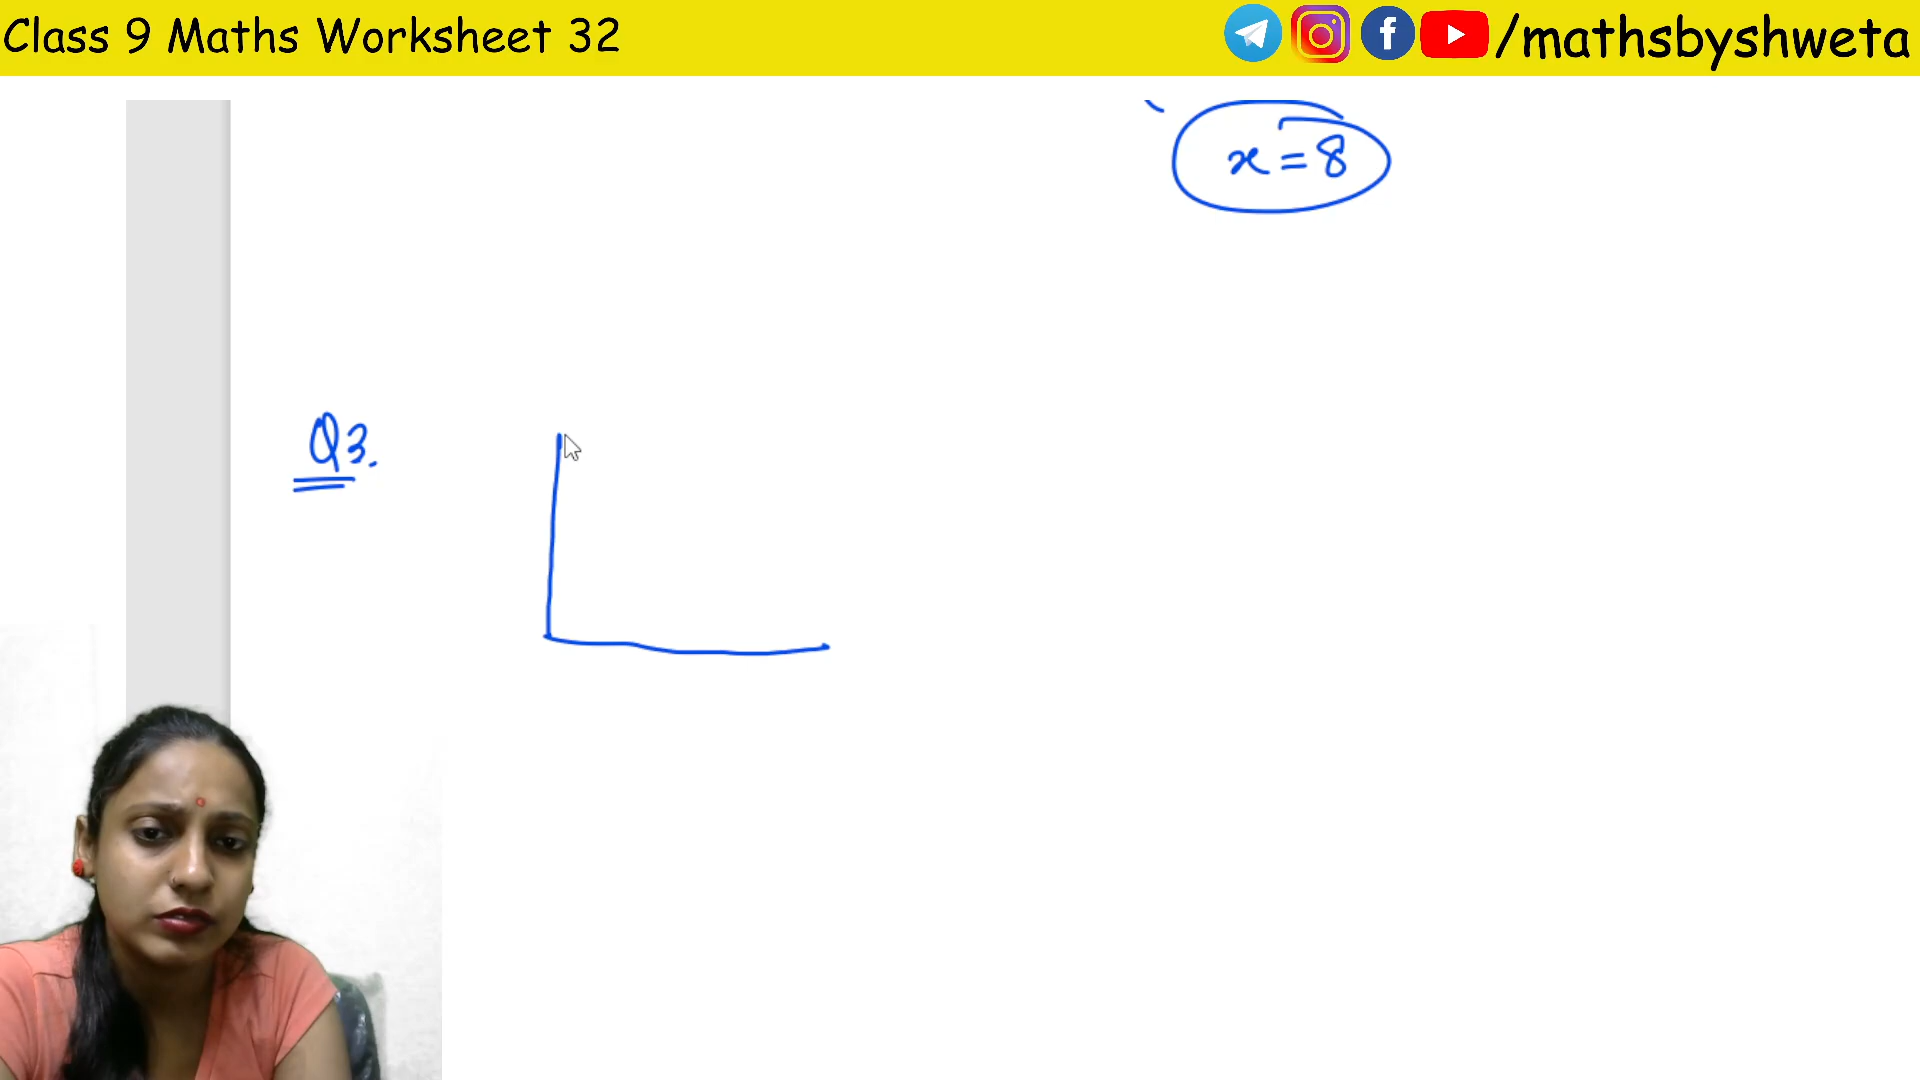 Class 9 Maths Worksheet 32
/mathsbyshweta
x = 8
Q3.